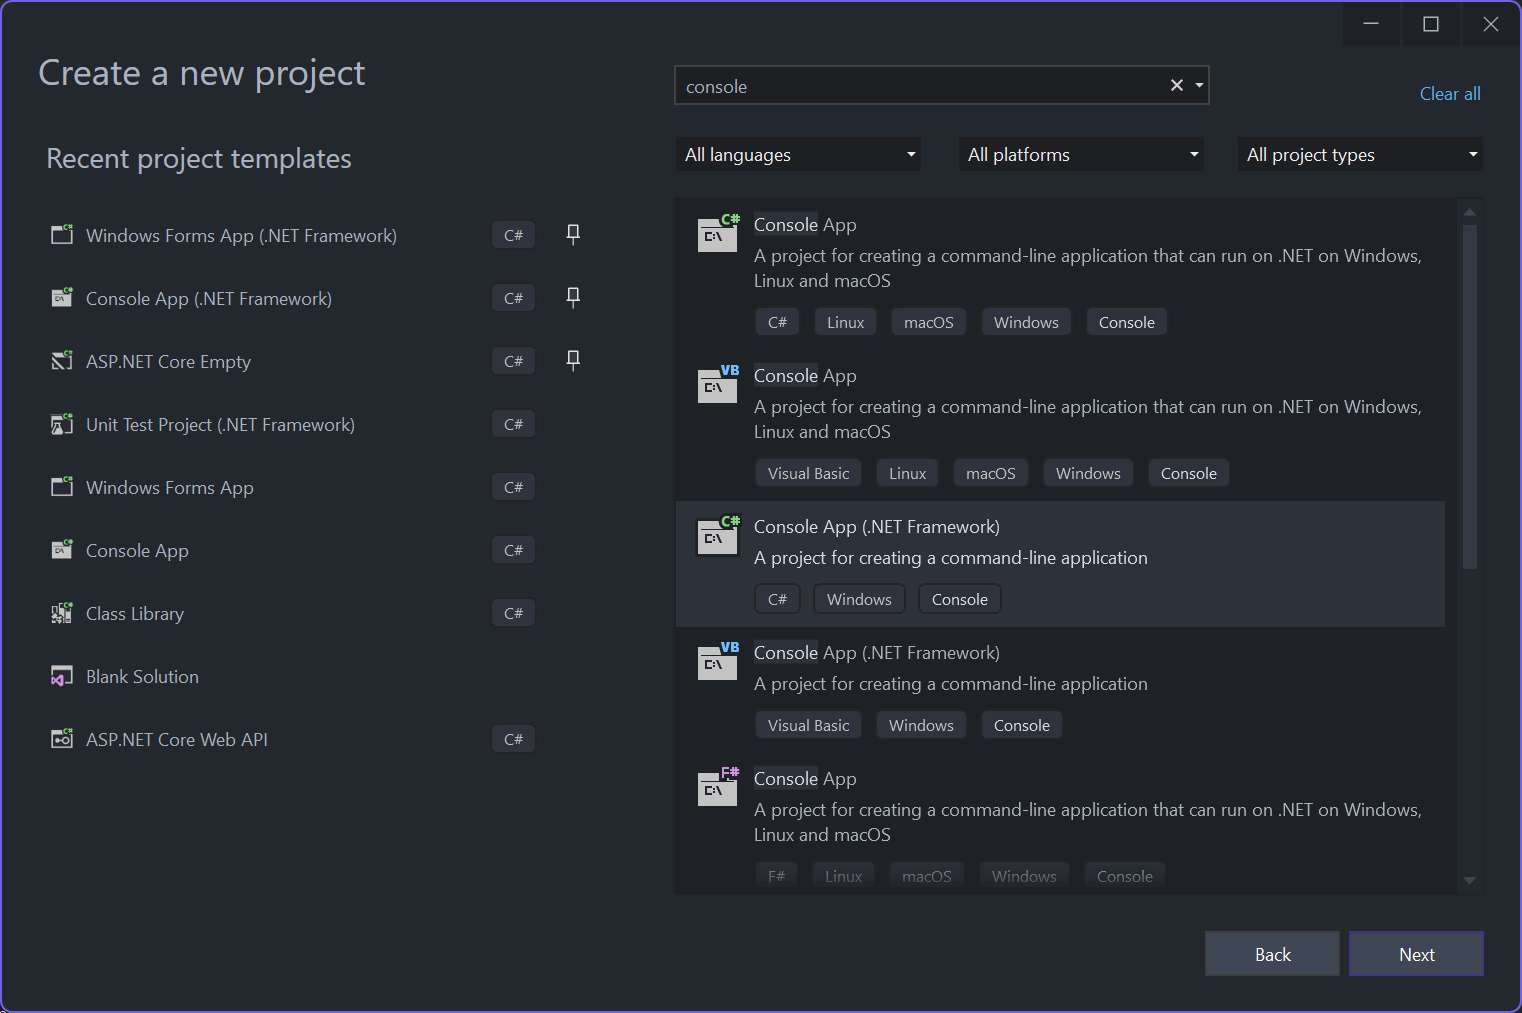 Create a new project
console
Clear all
Recent project templates
All languages
All platforms
All project types
Windows Forms App (.NET Framework)
C#
Console App (.NET Framework)
C#
ASP.NET Core Empty
C#
Unit Test Project (.NET Framework)
C#
Windows Forms App
C#
Console App
C#
Class Library
C#
Blank Solution
ASP.NET Core Web API
C#
C#
C:\
Console App
A project for creating a command-line application that can run on .NET on Windows,
Linux and macOS
C# Linux macOS Windows Console
VB
C:\
Console App
A project for creating a command-line application that can run on .NET on Windows,
Linux and macOS
Visual Basic Linux macOS Windows Console
C#
C:\
Console App (.NET Framework)
A project for creating a command-line application
C# Windows Console
VB
C:\
Console App (.NET Framework)
A project for creating a command-line application
Visual Basic Windows Console
F#
C:\
Console App
A project for creating a command-line application that can run on .NET on Windows,
Linux and macOS
F# Linux macOS Windows Console
Back
Next